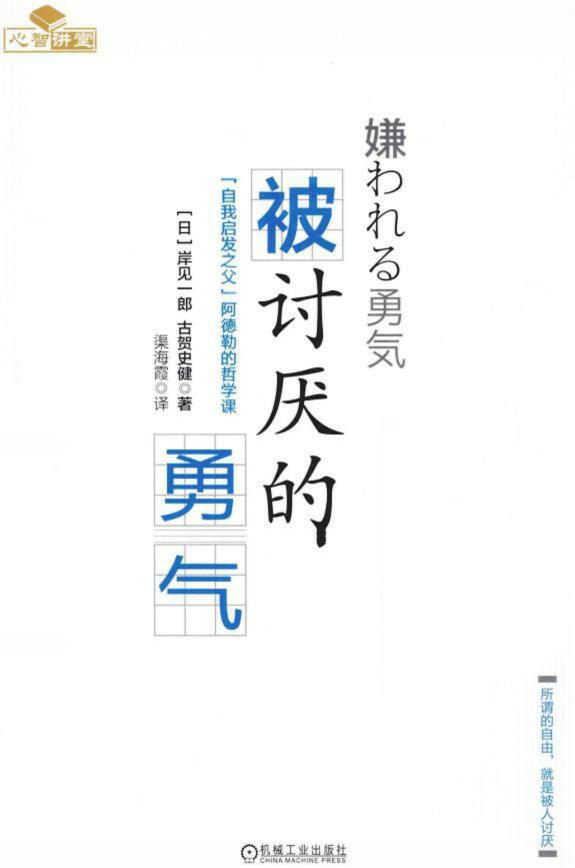 心智讲堂
嫌われる勇気
被讨厌的
勇气
「自我启发之父」阿德勒的哲学课
[日]岸见一郎 古贺史健◎著
渠海霞◎译
所谓的自由,就是被人讨厌
机械工业出版社
CHINA MACHINE PRESS